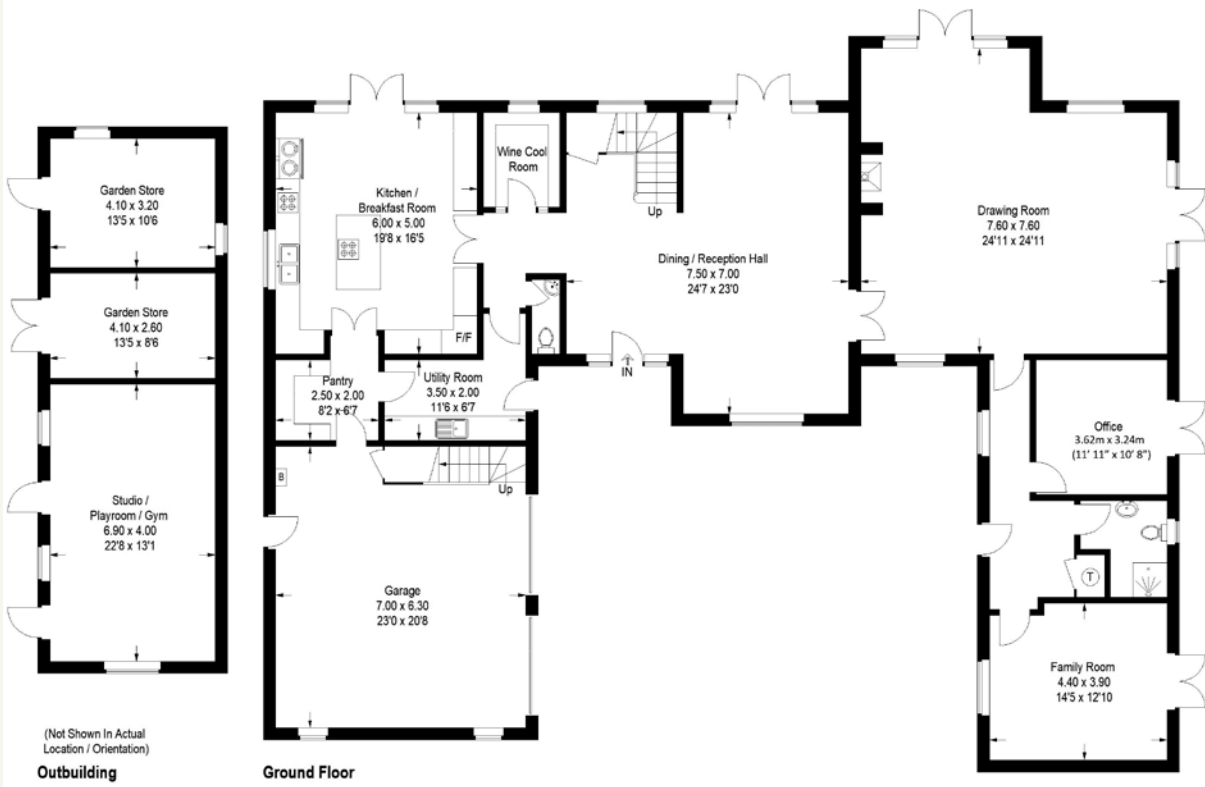 Garden Store
4.10 x 3.20
13'5 x 10'6
Garden Store
4.10 x 2.60
13'5 x 8'6
Studio /
Playroom / Gym
6.90 x 4.00
22'8 x 13'1
(Not Shown In Actual
Location / Orientation)
Outbuilding
Kitchen /
Breakfast Room
6.00 x 5.00
19'8 x 16'5
F/F
Wine Cool
Room
Up
Dining / Reception Hall
7.50 x 7.00
24'7 x 23'0
IN
Pantry
2.50 x 2.00
8'2 x 6'7
Utility Room
3.50 x 2.00
11'6 x 6'7
B
Up
Garage
7.00 x 6.30
23'0 x 20'8
Drawing Room
7.60 x 7.60
24'11 x 24'11
Office
3.62m x 3.24m
(11' 11" x 10' 8")
T
Family Room
4.40 x 3.90
14'5 x 12'10
Ground Floor